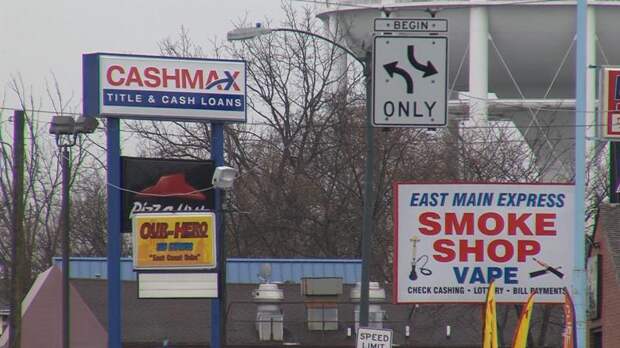 CASHMAX
TITLE & CASH LOANS
Pizza Hut
OUR-HERO
"East Coast Subs"
BEGIN
ONLY
EAST MAIN EXPRESS
SMOKE
SHOP
VAPE
CHECK CASHING • LOTTERY • BILL PAYMENTS
SPEED
LIMIT